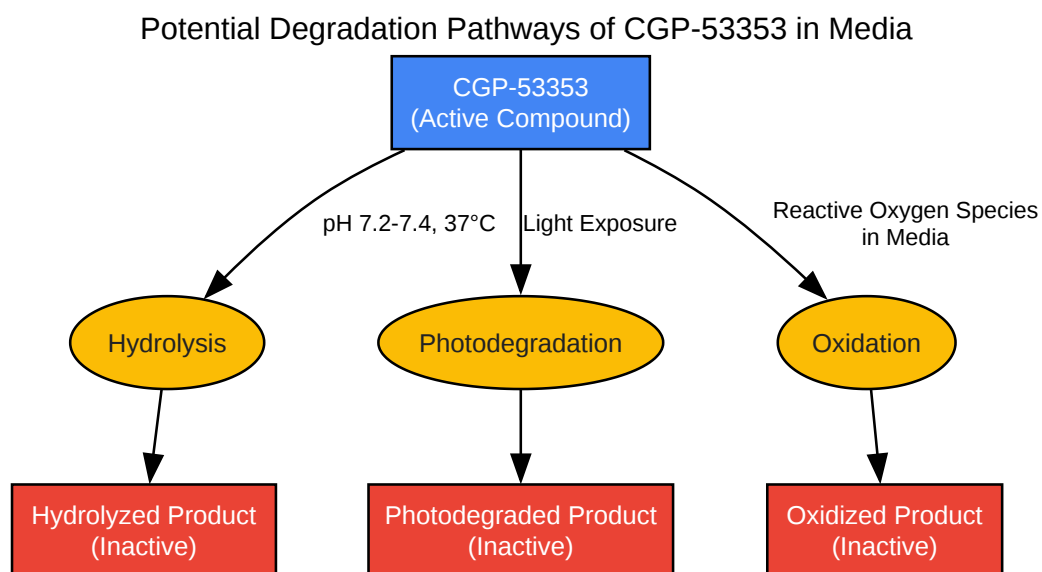 Potential Degradation Pathways of CGP-53353 in Media
CGP-53353
(Active Compound)
pH 7.2-7.4, 37°C
Light Exposure
Reactive Oxygen Species
in Media
Hydrolysis
Photodegradation
Oxidation
Hydrolyzed Product
(Inactive)
Photodegraded Product
(Inactive)
Oxidized Product
(Inactive)